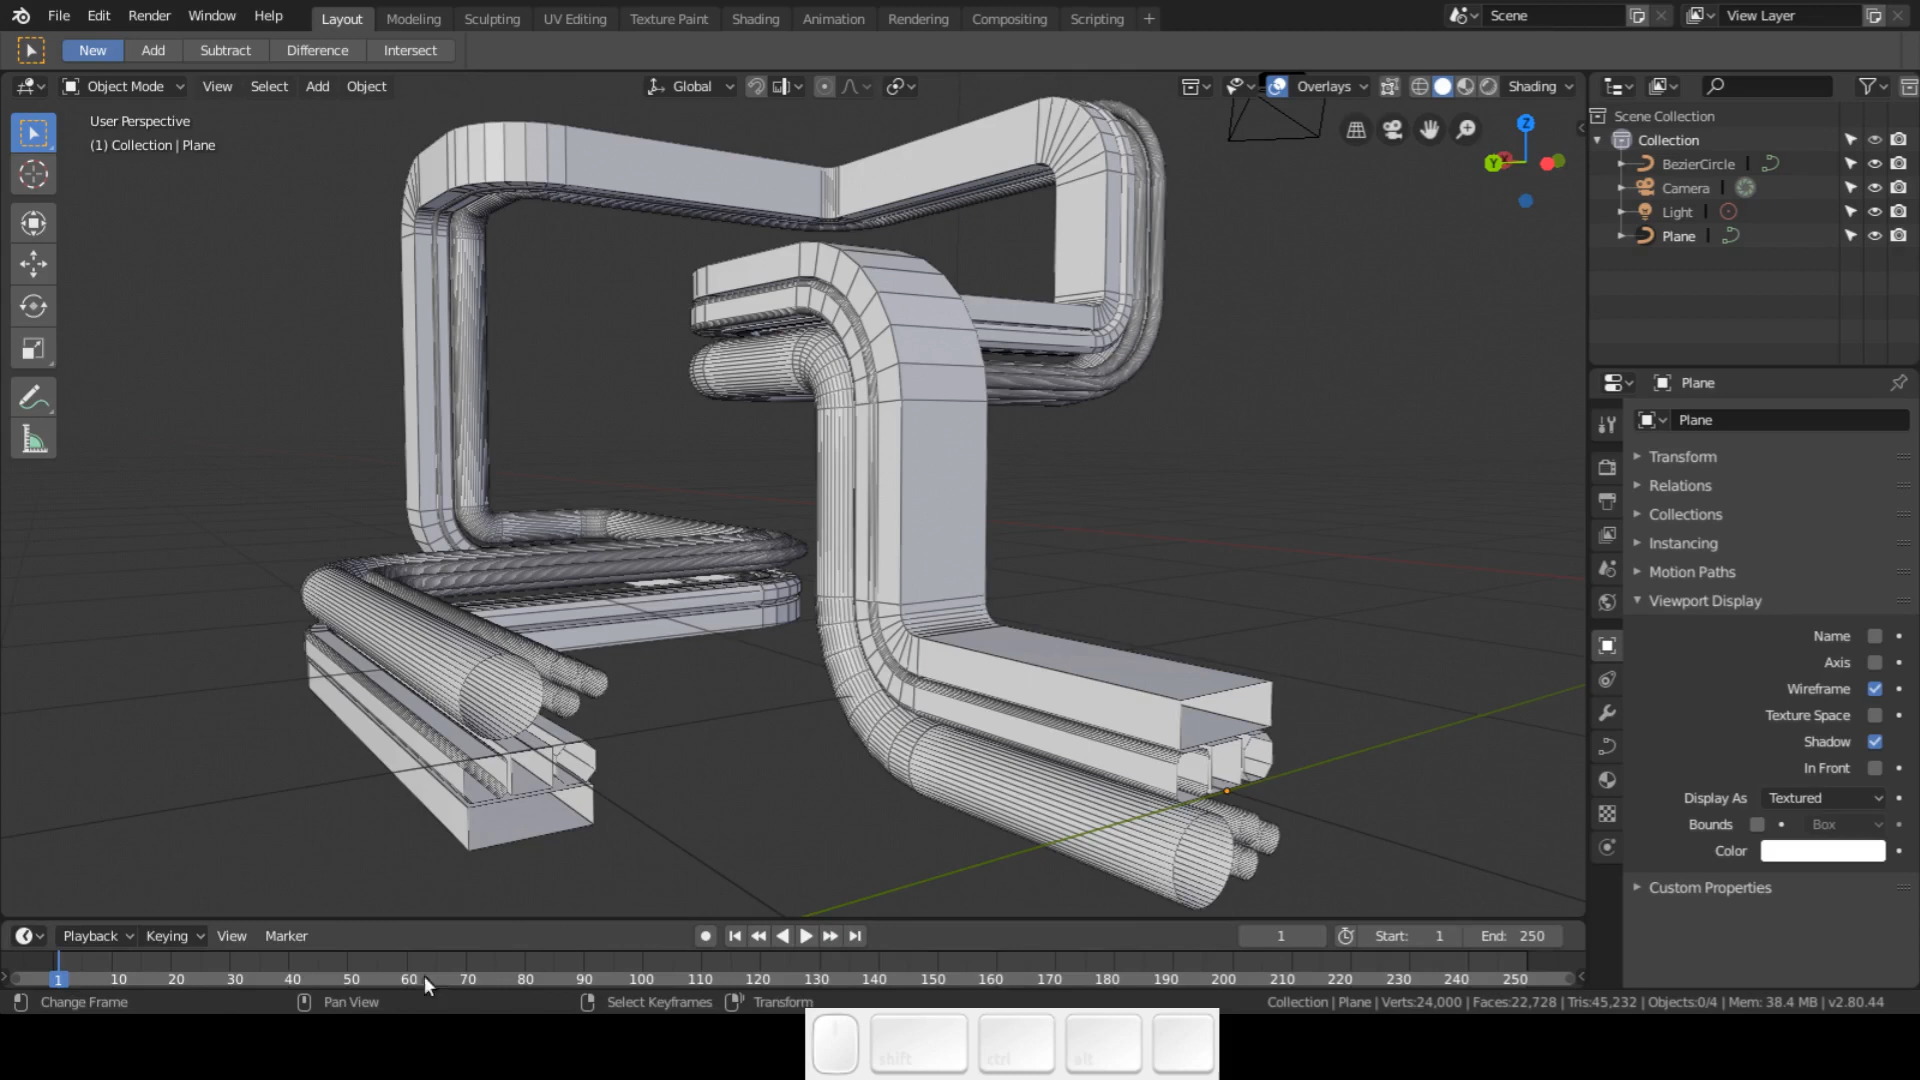 File Edit Render Window Help Layout Modeling Sculpting UV Editing Texture Paint Shading Animation Rendering Compositing Scripting + Scene View Layer
New Add Subtract Difference Intersect
Object Mode View Select Add Object Global Overlays Shading
User Perspective
(1) Collection | Plane
Z
Y
Scene Collection
Collection
BezierCircle
Camera
Light
Plane
Plane
Plane
Transform
Relations
Collections
Instancing
Motion Paths
Viewport Display
Name
Axis
Wireframe
Texture Space
Shadow
In Front
Display As Textured
Bounds Box
Color
Custom Properties
Playback Keying View Marker 1 Start: 1 End: 250
1 10 20 30 40 50 60 70 80 90 100 110 120 130 140 150 160 170 180 190 200 210 220 230 240 250
Change Frame Pan View Select Keyframes Transform Collection | Plane | Verts:24,000 | Faces:22,728 | Tris:45,232 | Objects:0/4 | Mem: 38.4 MB | v2.80.44
shift ctrl alt